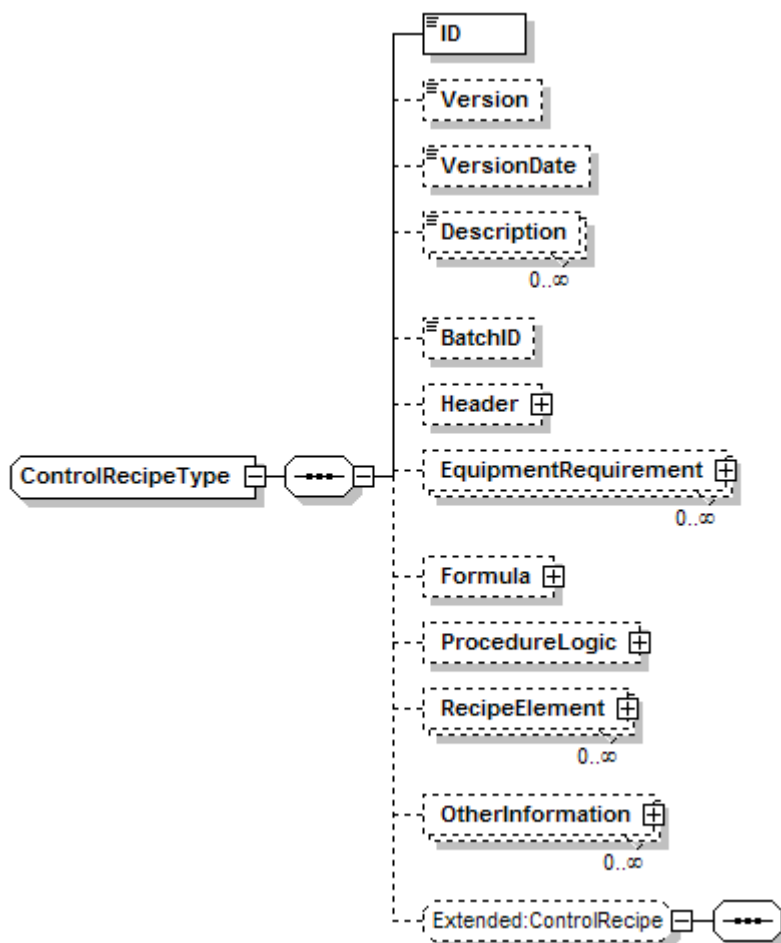 ID
Version
VersionDate
Description
0..∞
BatchID
Header
ControlRecipeType
EquipmentRequirement
0..∞
Formula
ProcedureLogic
RecipeElement
0..∞
OtherInformation
0..∞
Extended:ControlRecipe